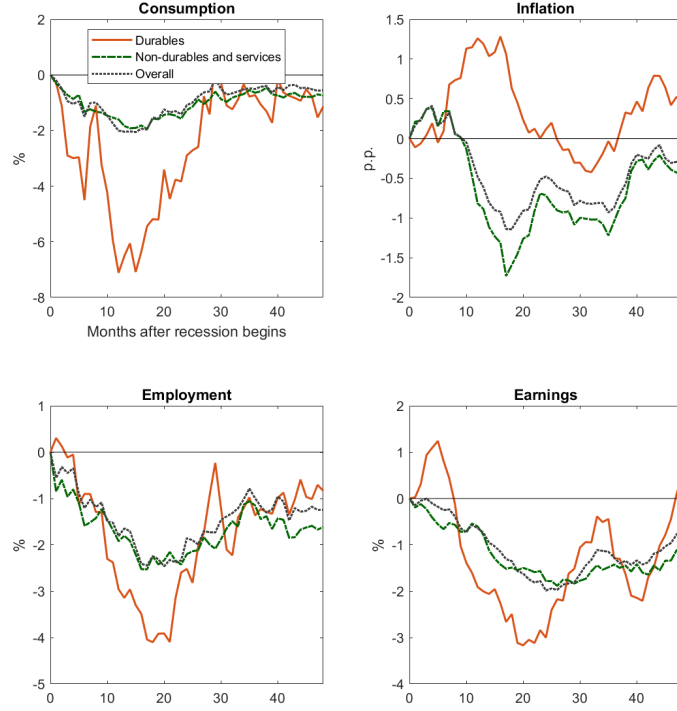 Consumption
2
0
-2
-4
-6
-8
%
0 10 20 30 40
Months after recession begins
Durables
Non-durables and services
Overall
Inflation
1.5
1
0.5
0
-0.5
-1
-1.5
-2
p.p.
0 10 20 30 40
Employment
1
0
-1
-2
-3
-4
-5
%
0 10 20 30 40
Earnings
2
1
0
-1
-2
-3
-4
%
0 10 20 30 40